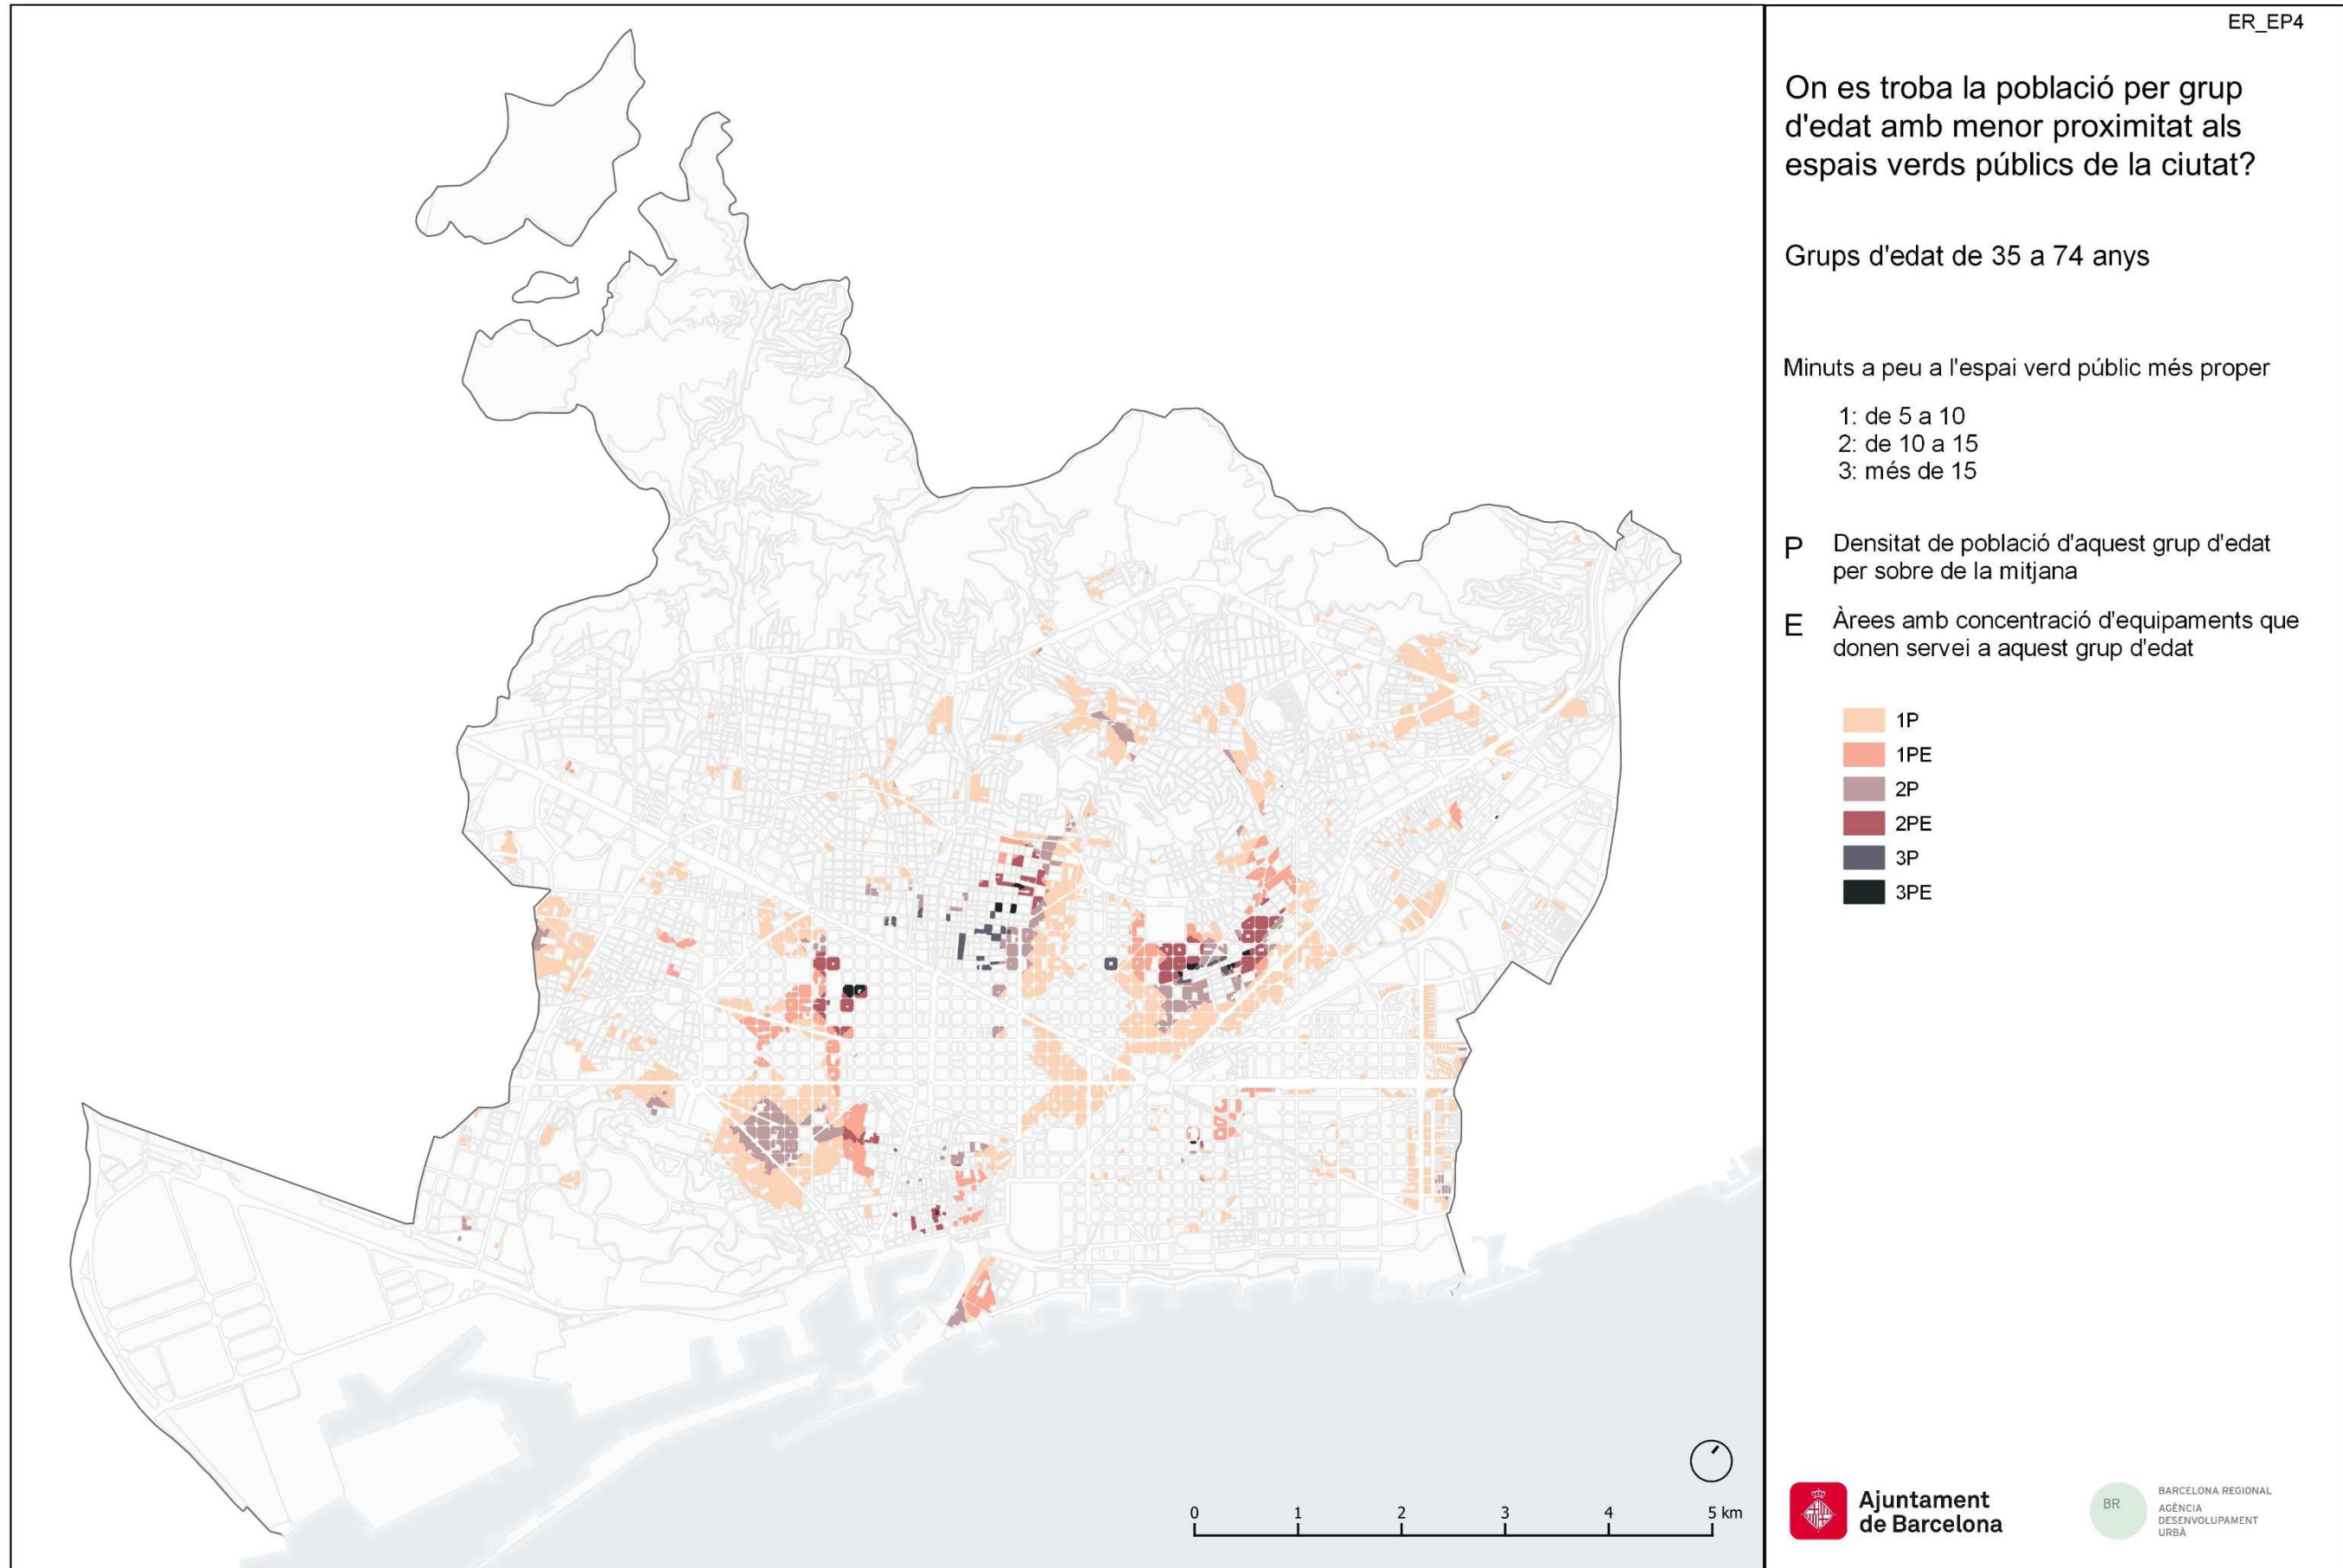 ER_EP4
On es troba la població per grup
d'edat amb menor proximitat als
espais verds públics de la ciutat?
Grups d'edat de 35 a 74 anys
Minuts a peu a l'espai verd públic més proper
1: de 5 a 10
2: de 10 a 15
3: més de 15
P Densitat de població d'aquest grup d'edat
per sobre de la mitjana
E Àrees amb concentració d'equipaments que
donen servei a aquest grup d'edat
1P
1PE
2P
2PE
3P
3PE
0 1 2 3 4 5 km
Ajuntament
de Barcelona
BR
BARCELONA REGIONAL
AGÈNCIA
DESENVOLUPAMENT
URBÀ